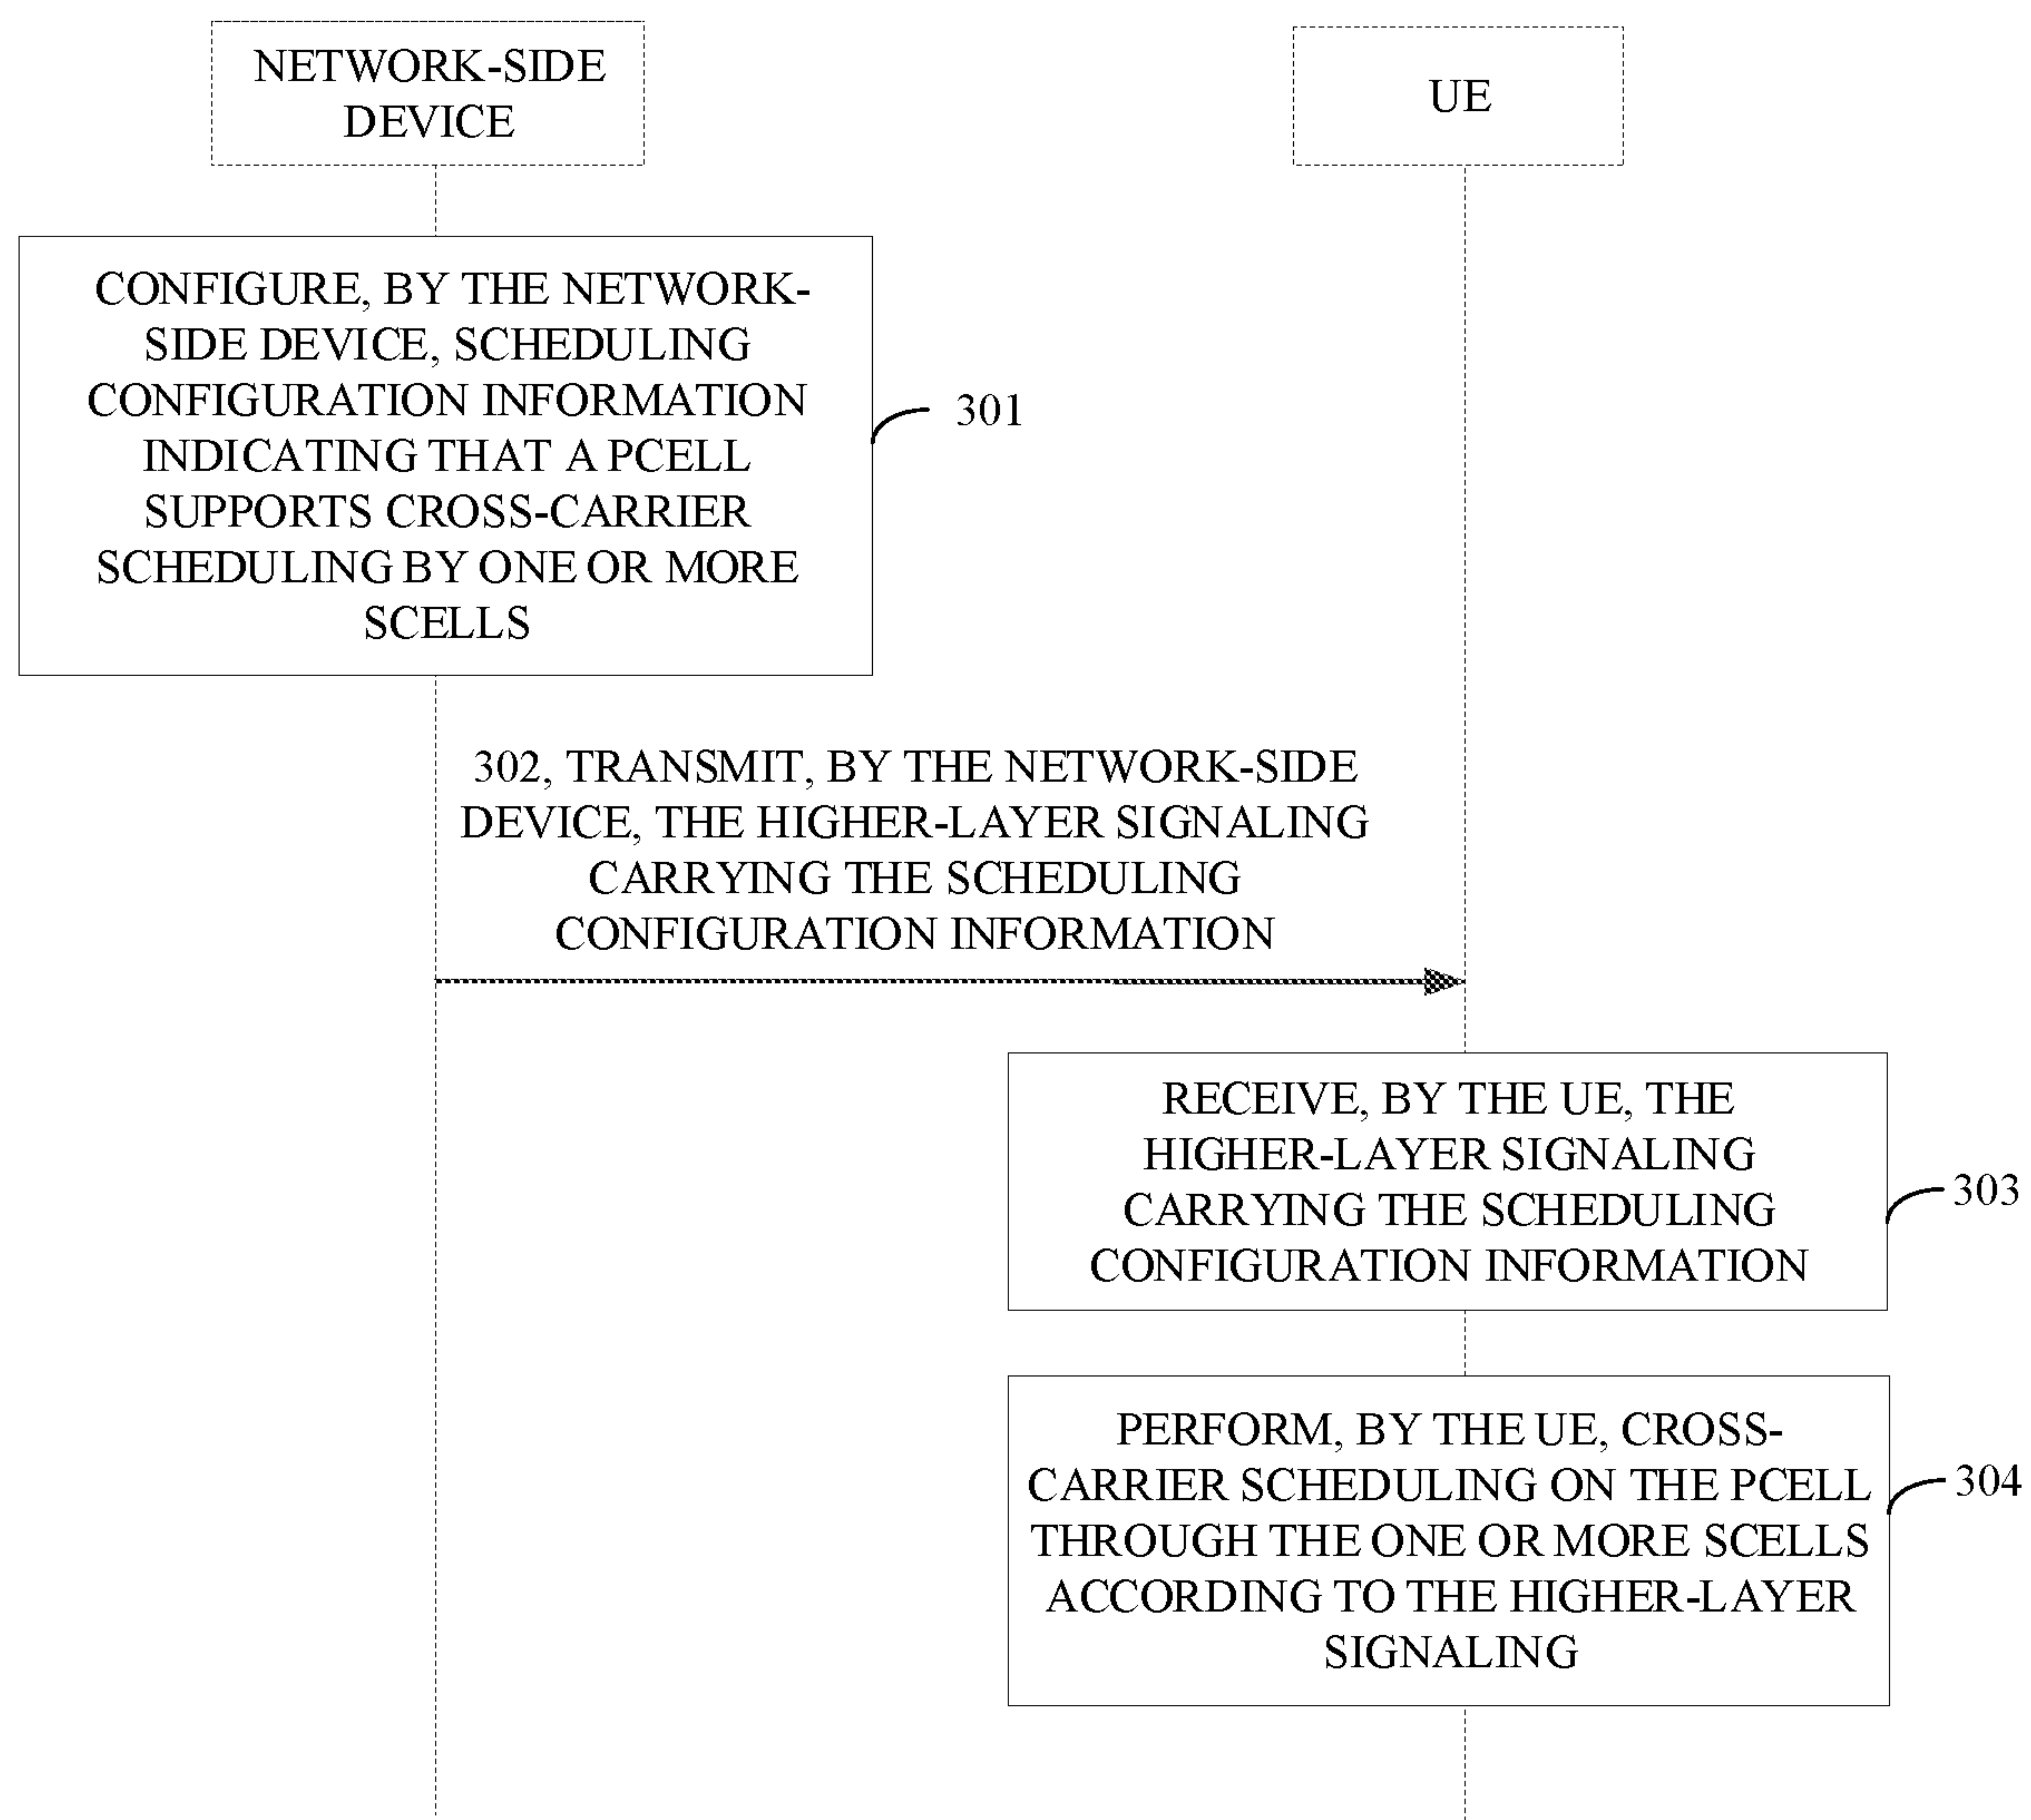 NETWORK-SIDE
DEVICE
UE
CONFIGURE, BY THE NETWORK-
SIDE DEVICE, SCHEDULING
CONFIGURATION INFORMATION
INDICATING THAT A PCELL
SUPPORTS CROSS-CARRIER
SCHEDULING BY ONE OR MORE
SCELLS
301
302, TRANSMIT, BY THE NETWORK-SIDE
DEVICE, THE HIGHER-LAYER SIGNALING
CARRYING THE SCHEDULING
CONFIGURATION INFORMATION
RECEIVE, BY THE UE, THE
HIGHER-LAYER SIGNALING
CARRYING THE SCHEDULING
CONFIGURATION INFORMATION
303
PERFORM, BY THE UE, CROSS-
CARRIER SCHEDULING ON THE PCELL
THROUGH THE ONE OR MORE SCELLS
ACCORDING TO THE HIGHER-LAYER
SIGNALING
304